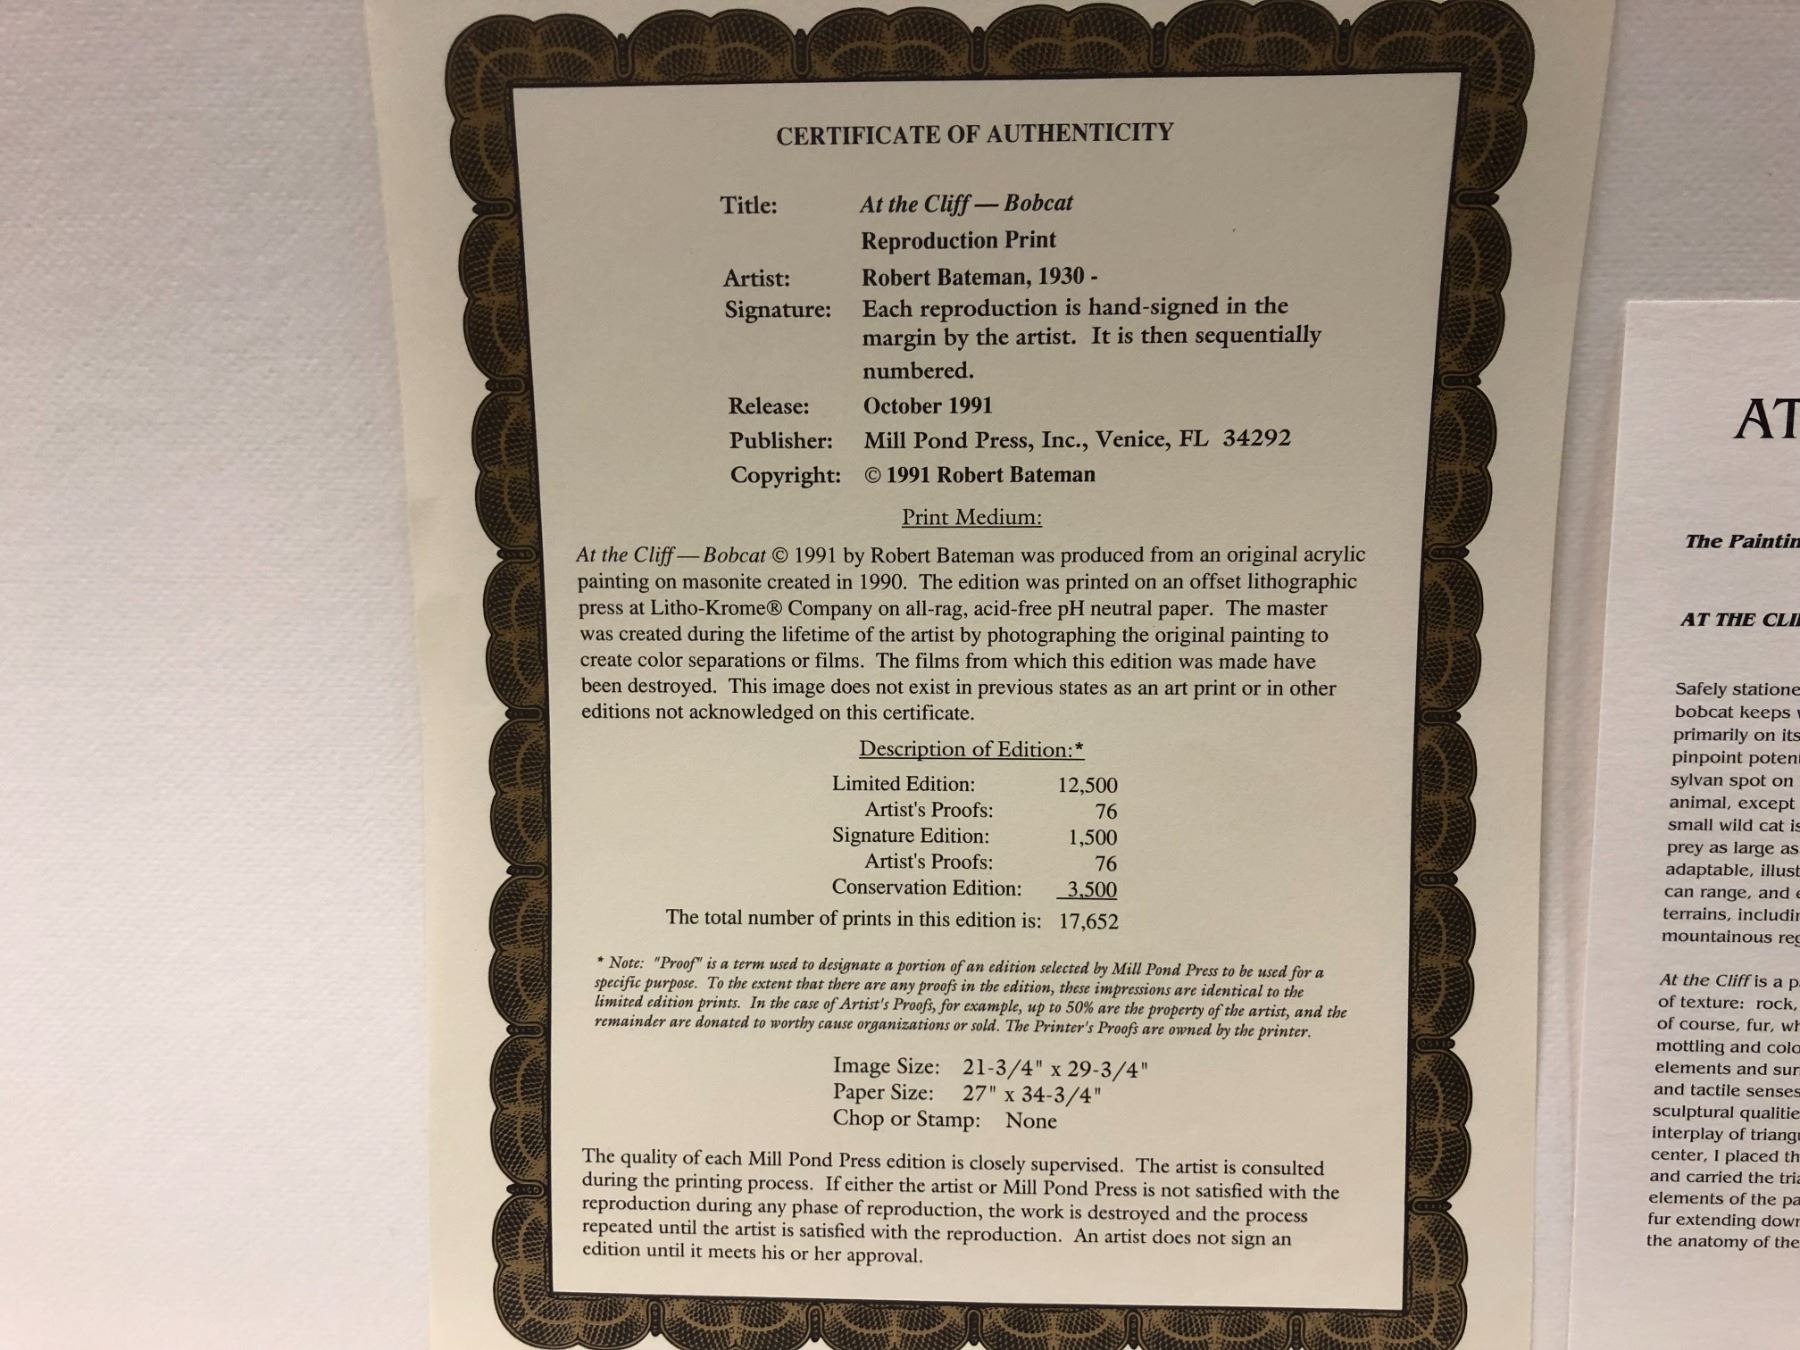 CERTIFICATE OF AUTHENTICITY
Title: At the Cliff — Bobcat
Reproduction Print
Artist: Robert Bateman, 1930 -
Signature: Each reproduction is hand-signed in the
margin by the artist. It is then sequentially
numbered.
Release: October 1991
Publisher: Mill Pond Press, Inc., Venice, FL 34292
Copyright: © 1991 Robert Bateman
Print Medium:
At the Cliff — Bobcat © 1991 by Robert Bateman was produced from an original acrylic
painting on masonite created in 1990. The edition was printed on an offset lithographic
press at Litho-Krome® Company on all-rag, acid-free pH neutral paper. The master
was created during the lifetime of the artist by photographing the original painting to
create color separations or films. The films from which this edition was made have
been destroyed. This image does not exist in previous states as an art print or in other
editions not acknowledged on this certificate.
Description of Edition:*
Limited Edition: 12,500
Artist's Proofs: 76
Signature Edition: 1,500
Artist's Proofs: 76
Conservation Edition: 3,500
The total number of prints in this edition is: 17,652
* Note: "Proof" is a term used to designate a portion of an edition selected by Mill Pond Press to be used for a
specific purpose. To the extent that there are any proofs in the edition, these impressions are identical to the
limited edition prints. In the case of Artist's Proofs, for example, up to 50% are the property of the artist, and the
remainder are donated to worthy cause organizations or sold. The Printer's Proofs are owned by the printer.
Image Size: 21-3/4" x 29-3/4"
Paper Size: 27" x 34-3/4"
Chop or Stamp: None
The quality of each Mill Pond Press edition is closely supervised. The artist is consulted
during the printing process. If either the artist or Mill Pond Press is not satisfied with the
reproduction during any phase of reproduction, the work is destroyed and the process
repeated until the artist is satisfied with the reproduction. An artist does not sign an
edition until it meets his or her approval.
AT
The
AT THE
Safely
bobcat keeps
primarily on its
pinpoint
sylvan spot on
animal, except
small wild cat is
prey as large as
adaptable,
can range, and
terrains,
mountainous
At the Cliff is a
of texture: rock,
of course, fur,
mottling and
elements and
and tactile senses
sculptural
interplay of
center, I placed
and carried the
elements of the
fur extending
the anatomy of the